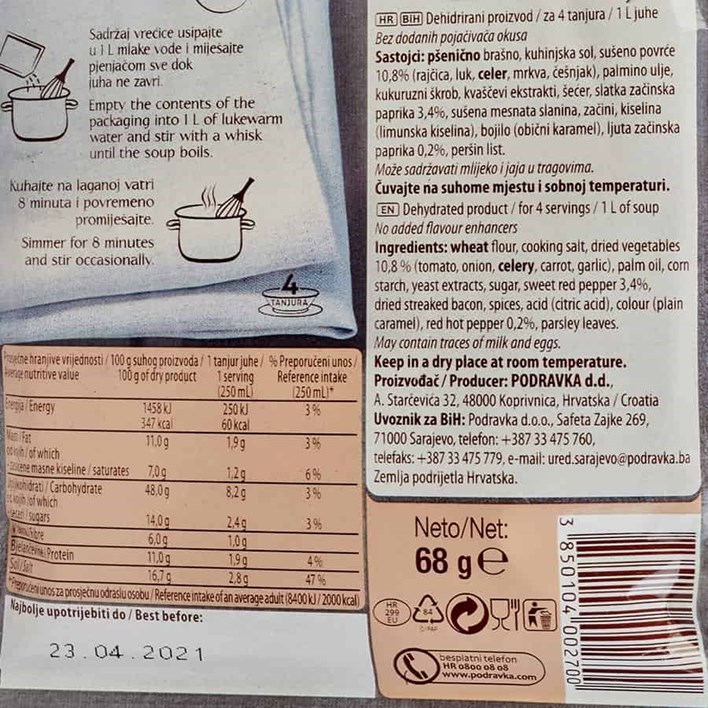 Sadržaj vrećice usipajte
u 1 L mlake vode i miješajte
pjenjačom sve dok
juha ne zavri.
Empty the contents of the
packaging into 1 L of lukewarm
water and stir with a whisk
until the soup boils.
Kuhajte na laganoj vatri
8 minuta i povremeno
promiješajte.
Simmer for 8 minutes
and stir occasionally.
4
TANJURA
hranjive vrijednosti / 100 g suhog proizvoda / 1 tanjur juhe / % Preporučeni unos /
Average nutritive value 100 g of dry product 1 serving Reference intake
(250 mL) (250 mL)*
Energija / Energy 1458 kJ 250 kJ 3 %
347 kcal 60 kcal
/ Fat 11,0 g 1,9 g 3 %
od kojih / of which
masne kiseline / saturates 7,0 g 1,2 g 6 %
/ Carbohydrate 48,0 g 8,2 g 3 %
od kojih / of which
/ sugars 14,0 g 2,4 g 3 %
/ Fibre 6,0 g 1,0 g
Bjelančevine / Protein 11,0 g 1,9 g 4 %
Sol / Salt 16,7 g 2,8 g 47 %
*Preporučeni unos za prosječnu odraslu osobu / Reference intake of an average adult (8400 kJ / 2000 kcal)
Najbolje upotrijebiti do / Best before:
23.04.2021
HR BIH Dehidrirani proizvod / za 4 tanjura / 1 L juhe
Bez dodanih pojačivača okusa
Sastojci: pšenično brašno, kuhinjska sol, sušeno povrće
10,8% (rajčica, luk, celer, mrkva, češnjak), palmino ulje,
kukuruzni škrob, kvaščevi ekstrakti, šećer, slatka začinska
paprika 3,4%, sušena mesnata slanina, začini, kiselina
(limunska kiselina), bojilo (obični karamel), ljuta začinska
paprika 0,2%, peršin list.
Može sadržavati mlijeko i jaja u tragovima.
Čuvajte na suhome mjestu i sobnoj temperaturi.
EN Dehydrated product / for 4 servings / 1 L of soup
No added flavour enhancers
Ingredients: wheat flour, cooking salt, dried vegetables
10,8 % (tomato, onion, celery, carrot, garlic), palm oil, corn
starch, yeast extracts, sugar, sweet red pepper 3,4%,
dried streaked bacon, spices, acid (citric acid), colour (plain
caramel), red hot pepper 0,2%, parsley leaves.
May contain traces of milk and eggs.
Keep in a dry place at room temperature.
Proizvođač / Producer: PODRAVKA d.d.,
A. Starčevića 32, 48000 Koprivnica, Hrvatska / Croatia
Uvoznik za BiH: Podravka d.o.o., Safeta Zajke 269,
71000 Sarajevo, telefon: +387 33 475 760,
telefaks: +387 33 475 779, e-mail: ured.sarajevo@podravka.ba
Zemlja podrijetla Hrvatska.
Neto/Net:
68 g e
HR
299
EU
84
C/PAP
besplatni telefon
HR 0800 08 08
www.podravka.com
3 850104 002700